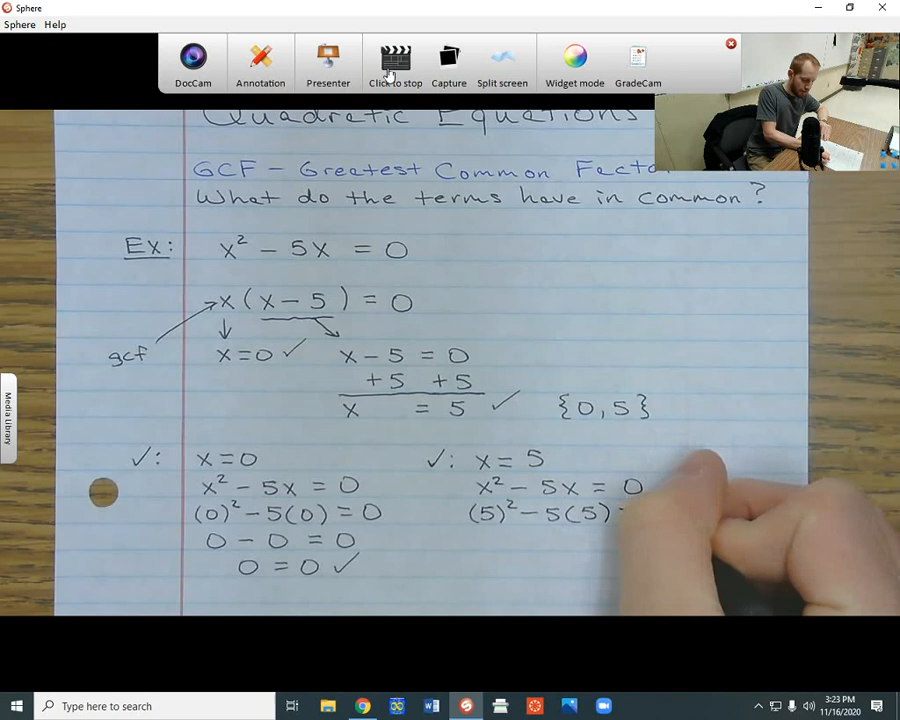 Sphere
Sphere Help
DocCam Annotation Presenter Click to stop Capture Split screen Widget mode GradeCam
Quadratic Equations
GCF - Greatest Common Facto
What do the terms have in common?
Ex: x² - 5x = 0
x(x - 5) = 0
gcf
x = 0 ✓ x - 5 = 0
+5 +5
x = 5 ✓ {0, 5}
✓: x = 0 ✓: x = 5
x² - 5x = 0 x² - 5x = 0
(0)² - 5(0) = 0 (5)² - 5(5)
0 - 0 = 0
0 = 0 ✓
Media Library
Type here to search
3:23 PM
11/16/2020